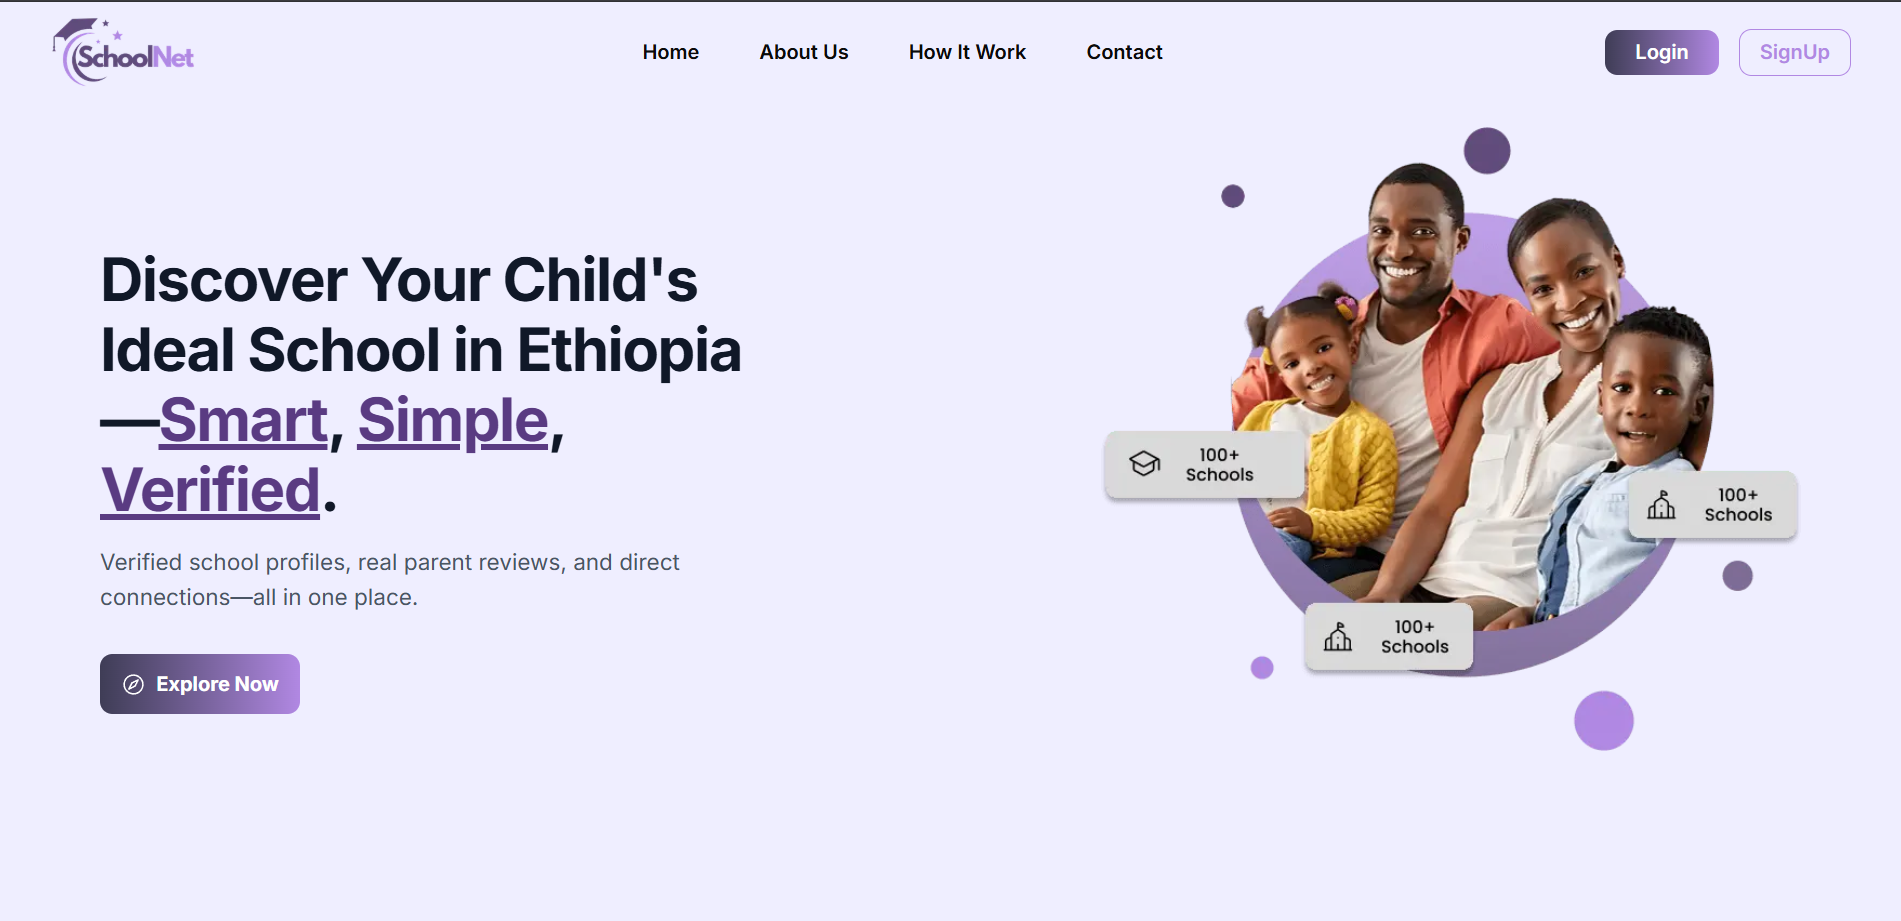 SchoolNet
Home
About Us
How It Work
Contact
Login
SignUp
Discover Your Child's
Ideal School in Ethiopia
—Smart, Simple,
Verified.
Verified school profiles, real parent reviews, and direct
connections—all in one place.
Explore Now
100+
Schools
100+
Schools
100+
Schools